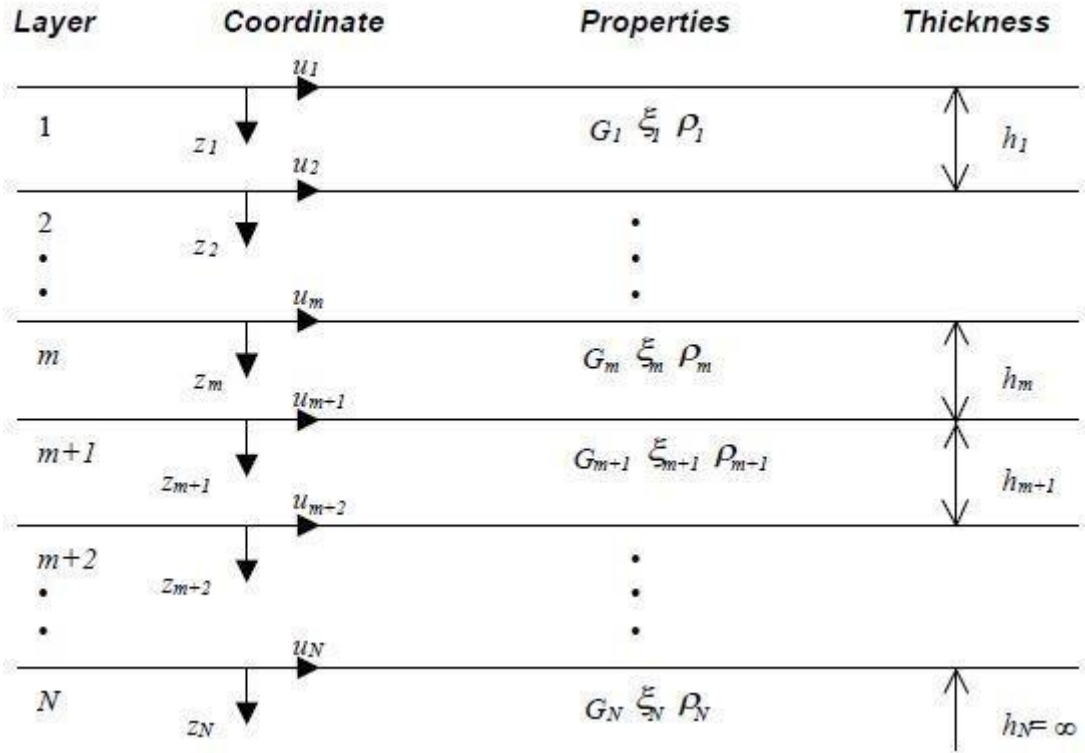 Layer Coordinate Properties Thickness
u1
1 z1 G1 ξ1 ρ1 h1
u2
2 z2
um
m zm Gm ξm ρm hm
um+1
m+1 zm+1 Gm+1 ξm+1 ρm+1 hm+1
um+2
m+2 zm+2
uN
N zN GN ξN ρN hN= ∞